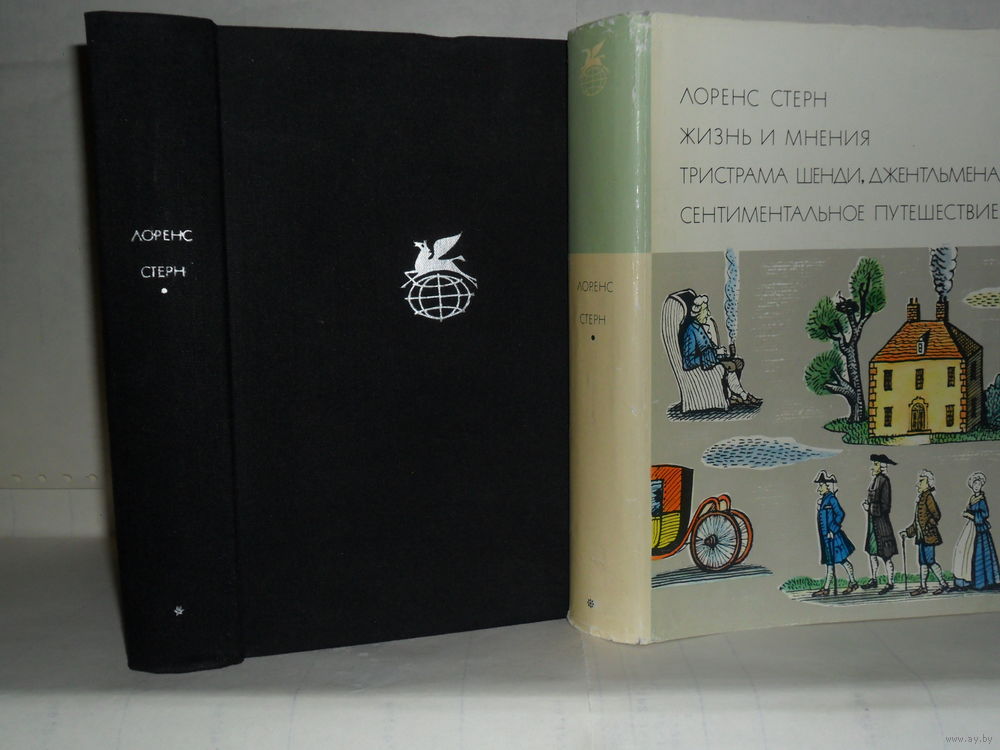 ЛОРЕНС
СТЕРН
ЛОРЕНС СТЕРН
ЖИЗНЬ И МНЕНИЯ
ТРИСТРАМА ШЕНДИ, ДЖЕНТЛЬМЕНА
СЕНТИМЕНТАЛЬНОЕ ПУТЕШЕСТВИЕ
ЛОРЕНС
СТЕРН
www.ay.by